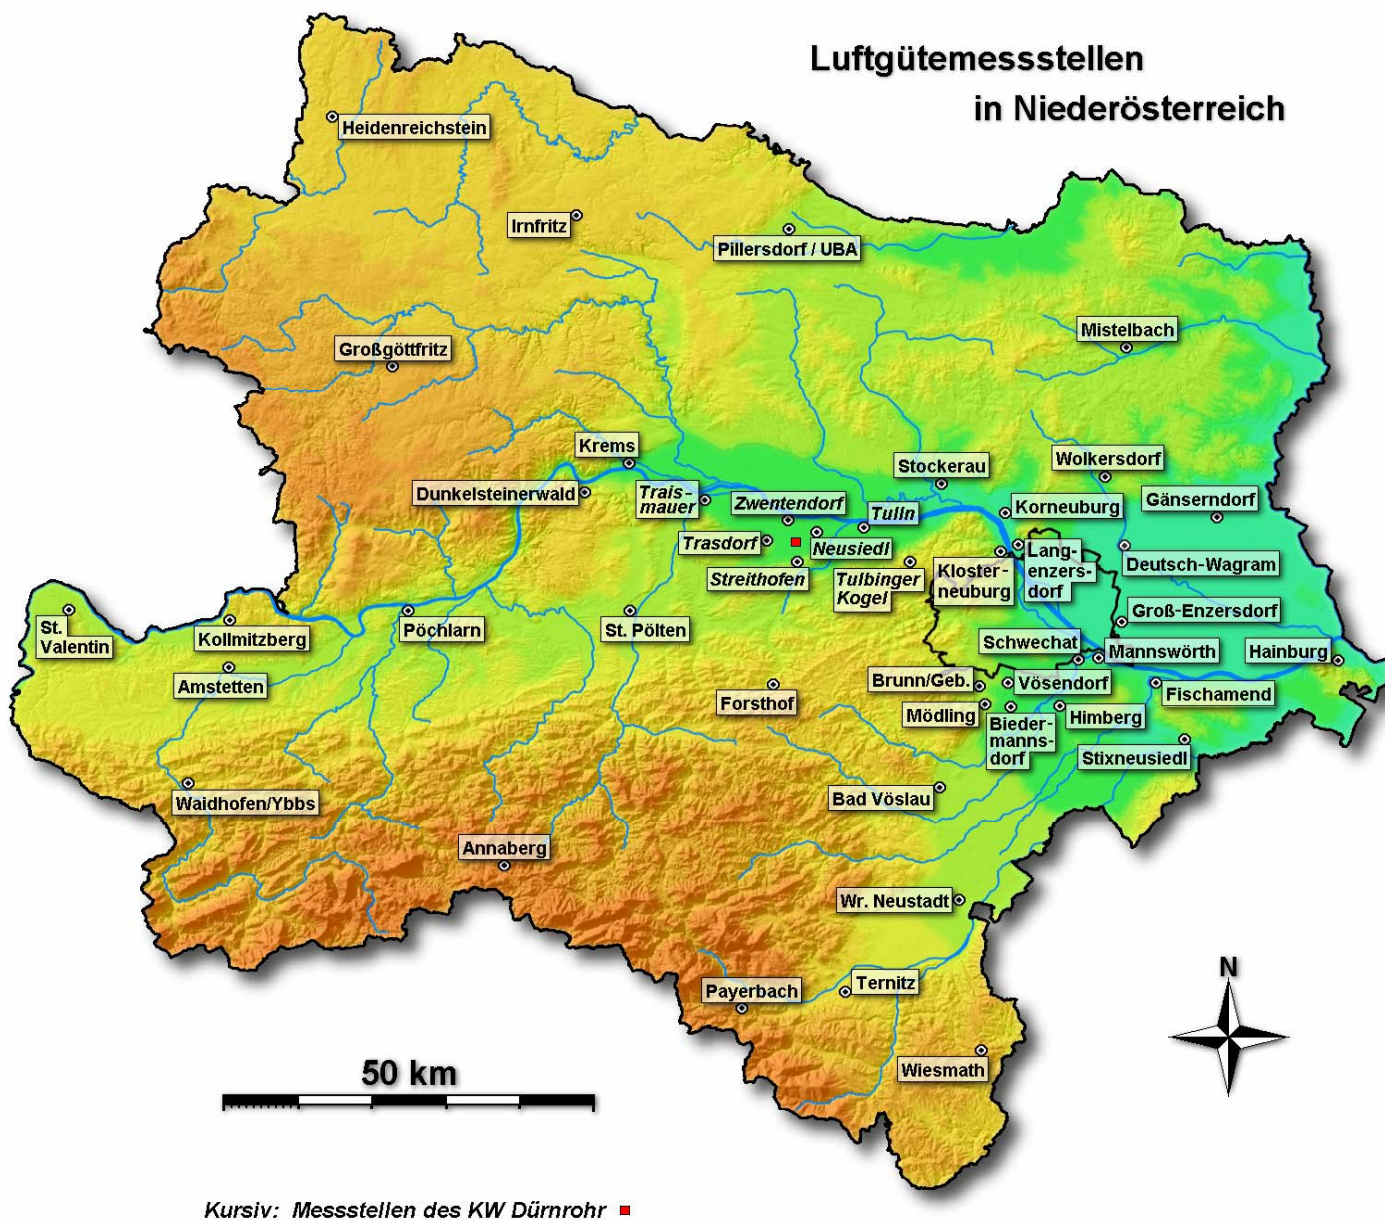 Luftgütemessstellen
in Niederösterreich
Heidenreichstein
Irnfritz
Pillersdorf / UBA
Mistelbach
Großgöttfritz
Krems
Stockerau
Wolkersdorf
Dunkelsteinerwald
Trais-
mauer
Zwentendorf
Tulln
Korneuburg
Gänserndorf
Trasdorf
Neusiedl
Streithofen
Tulbinger
Kogel
Kloster-
neuburg
Lang-
enzers-
dorf
Deutsch-Wagram
St.
Valentin
Kollmitzberg
Pöchlarn
St. Pölten
Groß-Enzersdorf
Schwechat
Mannswörth
Hainburg
Amstetten
Forsthof
Brunn/Geb.
Vösendorf
Fischamend
Mödling
Bieder-
manns-
dorf
Himberg
Stixneusiedl
Waidhofen/Ybbs
Bad Vöslau
Annaberg
Wr. Neustadt
Payerbach
Ternitz
Wiesmath
N
50 km
Kursiv: Messstellen des KW Dürnrohr